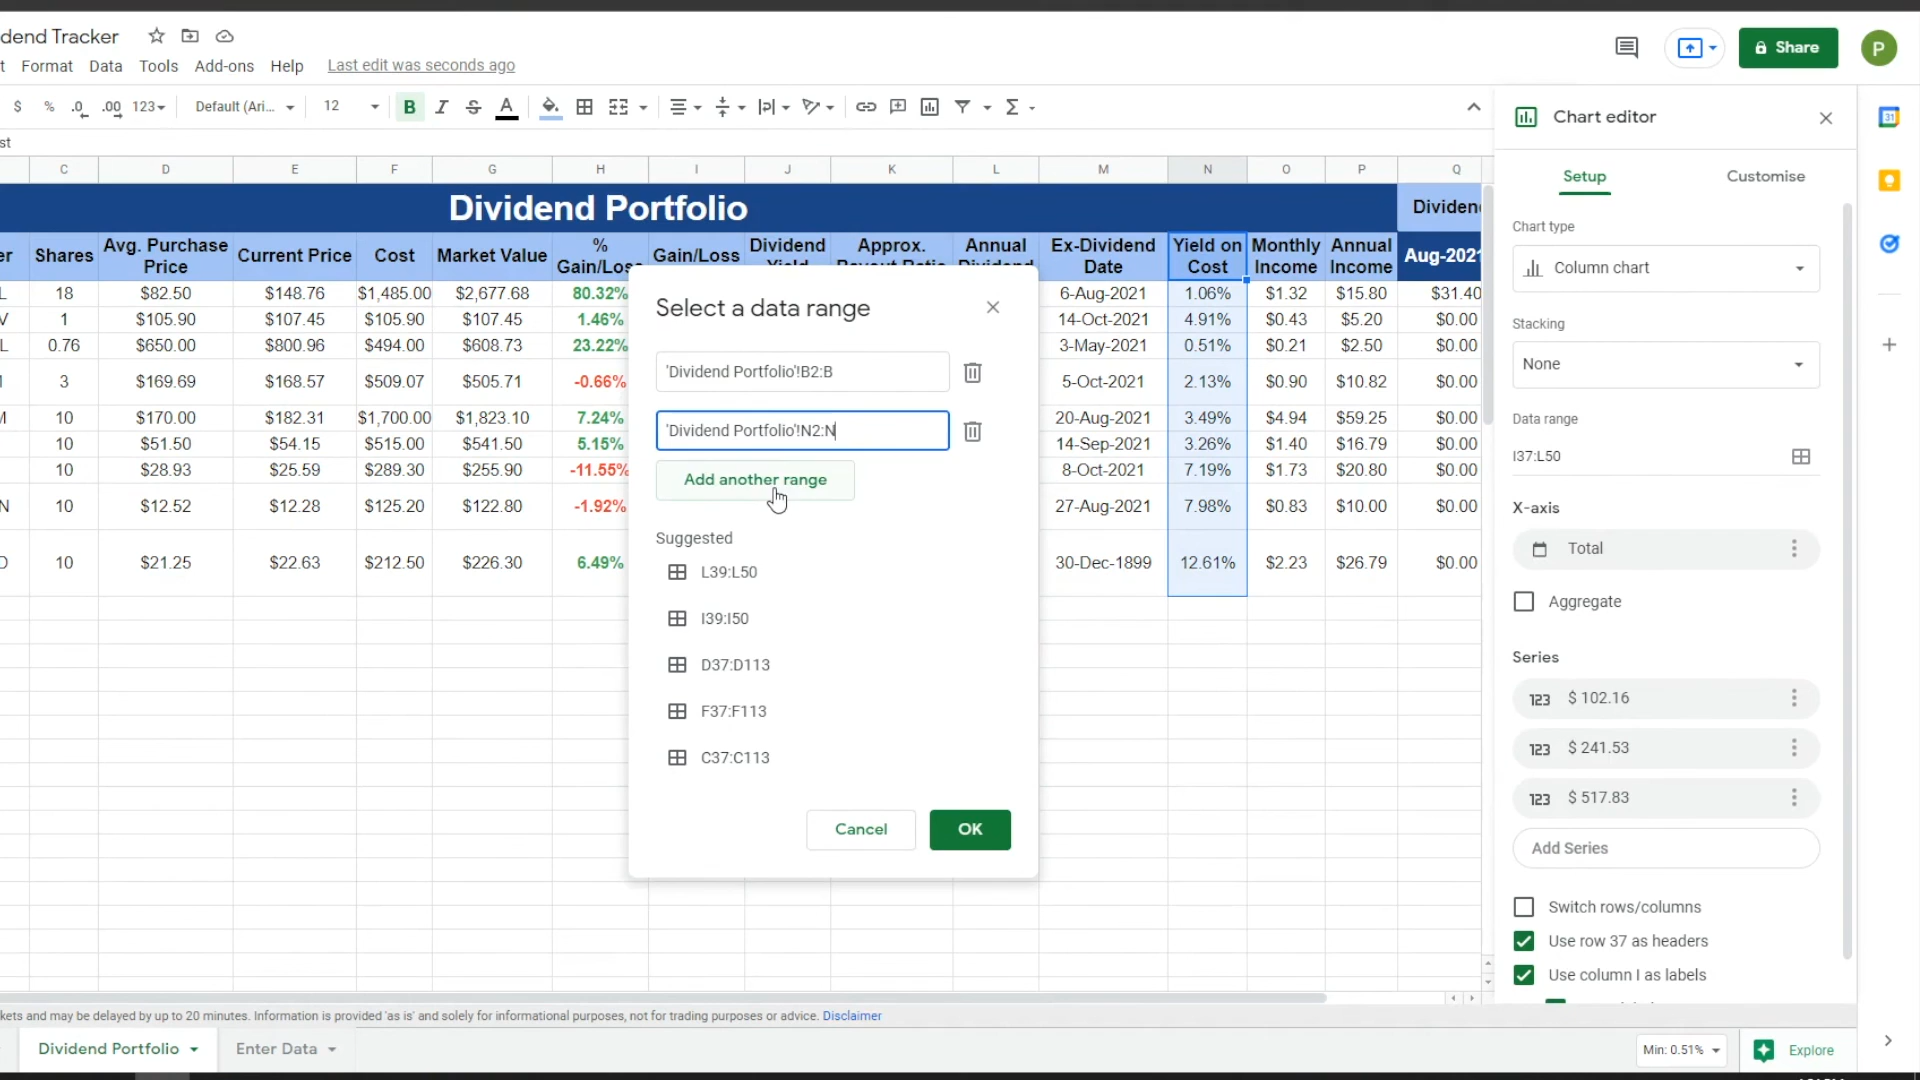 dend Tracker
t Format Data Tools Add-ons Help Last edit was seconds ago
Share
P
$ % .0 .00 123 Default (Ari... 12 B I S A
st
Chart editor
31
C D E F G H I J K L M N O P Q
Setup Customise
Dividend Portfolio
Dividen
er Shares Avg. Purchase Price Current Price Cost Market Value % Gain/Loss Gain/Loss Dividend Yield Approx. Payout Ratio Annual Dividend Ex-Dividend Date Yield on Cost Monthly Income Annual Income Aug-2021
L 18 $82.50 $148.76 $1,485.00 $2,677.68 80.32% 6-Aug-2021 1.06% $1.32 $15.80 $31.40
V 1 $105.90 $107.45 $105.90 $107.45 1.46% 14-Oct-2021 4.91% $0.43 $5.20 $0.00
L 0.76 $650.00 $800.96 $494.00 $608.73 23.22% 3-May-2021 0.51% $0.21 $2.50 $0.00
3 $169.69 $168.57 $509.07 $505.71 -0.66% 5-Oct-2021 2.13% $0.90 $10.82 $0.00
M 10 $170.00 $182.31 $1,700.00 $1,823.10 7.24% 20-Aug-2021 3.49% $4.94 $59.25 $0.00
10 $51.50 $54.15 $515.00 $541.50 5.15% 14-Sep-2021 3.26% $1.40 $16.79 $0.00
10 $28.93 $25.59 $289.30 $255.90 -11.55% 8-Oct-2021 7.19% $1.73 $20.80 $0.00
N 10 $12.52 $12.28 $125.20 $122.80 -1.92% 27-Aug-2021 7.98% $0.83 $10.00 $0.00
O 10 $21.25 $22.63 $212.50 $226.30 6.49% 30-Dec-1899 12.61% $2.23 $26.79 $0.00
Select a data range
'Dividend Portfolio'!B2:B
'Dividend Portfolio'!N2:N
Add another range
Suggested
L39:L50
I39:I50
D37:D113
F37:F113
C37:C113
Cancel OK
Chart type
Column chart
Stacking
None
Data range
I37:L50
X-axis
Total
Aggregate
Series
123 $ 102.16
123 $ 241.53
123 $ 517.83
Add Series
Switch rows/columns
Use row 37 as headers
Use column I as labels
kets and may be delayed by up to 20 minutes. Information is provided 'as is' and solely for informational purposes, not for trading purposes or advice. Disclaimer
Dividend Portfolio Enter Data
Min: 0.51% Explore